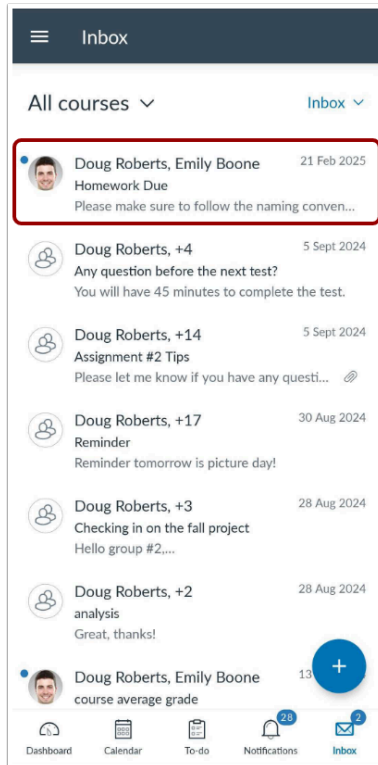 Inbox
All courses
Inbox
Doug Roberts, Emily Boone 21 Feb 2025
Homework Due
Please make sure to follow the naming conven...
Doug Roberts, +4 5 Sept 2024
Any question before the next test?
You will have 45 minutes to complete the test.
Doug Roberts, +14 5 Sept 2024
Assignment #2 Tips
Please let me know if you have any questi...
Doug Roberts, +17 30 Aug 2024
Reminder
Reminder tomorrow is picture day!
Doug Roberts, +3 28 Aug 2024
Checking in on the fall project
Hello group #2,...
Doug Roberts, +2 28 Aug 2024
analysis
Great, thanks!
Doug Roberts, Emily Boone 13
course average grade
28 2
Dashboard Calendar To-do Notifications Inbox